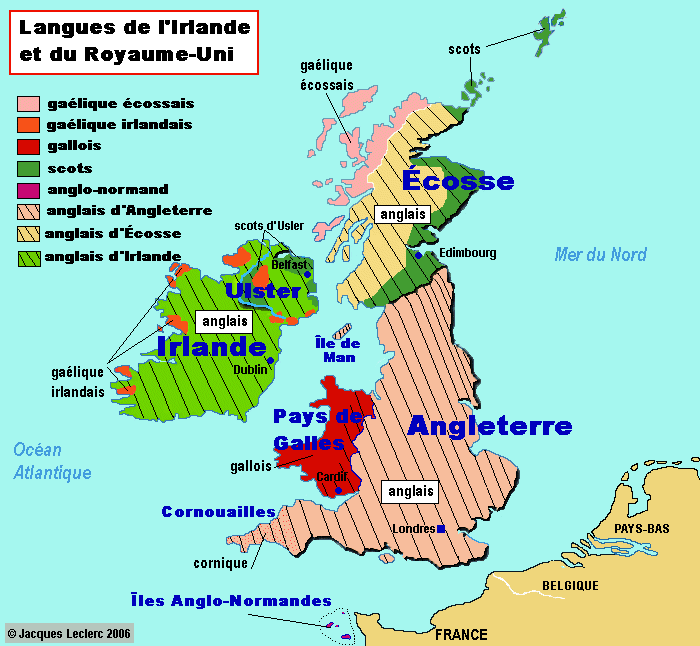 Langues de l'Irlande
et du Royaume-Uni
gaélique écossais
gaélique irlandais
gallois
scots
anglo-normand
anglais d'Angleterre
anglais d'Écosse
anglais d'Irlande
scots
gaélique
écossais
Écosse
anglais
Edimbourg
Mer du Nord
scots d'Usler
Belfast
Ulster
anglais
Irlande
Dublin
gaélique
irlandais
Île de
Man
Océan
Atlantique
Pays de
Galles
gallois
Cardif
Angleterre
anglais
Londres
Cornouailles
cornique
Îles Anglo-Normandes
PAYS-BAS
BELGIQUE
FRANCE
© Jacques Leclerc 2006